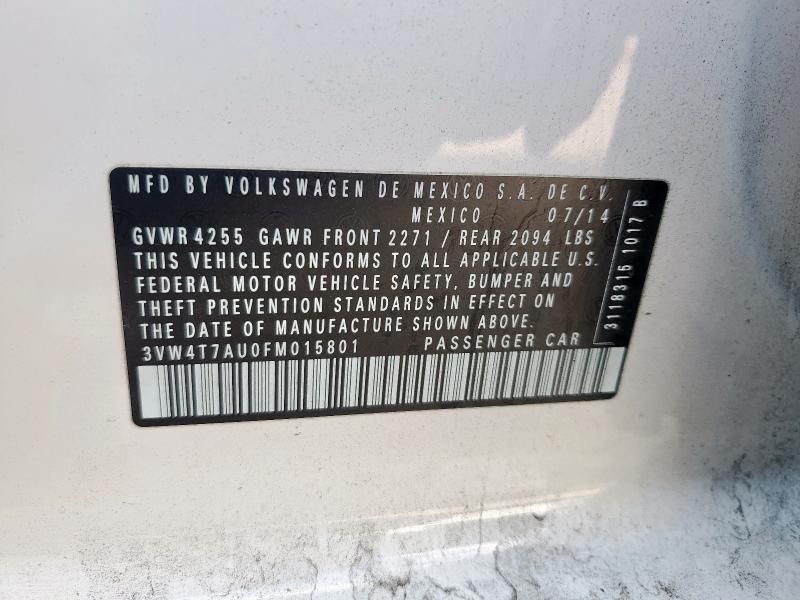 MFD BY VOLKSWAGEN DE MEXICO S.A. DE C.V.
MEXICO 07/14
GVWR 4255 GAWR FRONT 2271 / REAR 2094 LBS
THIS VEHICLE CONFORMS TO ALL APPLICABLE U.S.
FEDERAL MOTOR VEHICLE SAFETY, BUMPER AND
THEFT PREVENTION STANDARDS IN EFFECT ON
THE DATE OF MANUFACTURE SHOWN ABOVE.
3VW4T7AU0FM015801 PASSENGER CAR
3118315 1017 B